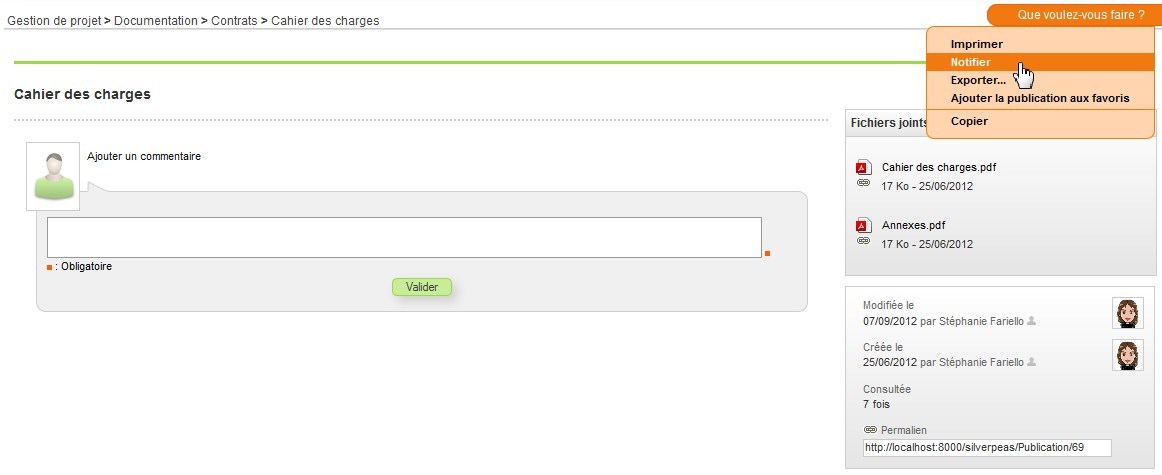 Gestion de projet > Documentation > Contrats > Cahier des charges
Que voulez-vous faire ?
Imprimer
Notifier
Exporter...
Ajouter la publication aux favoris
Copier
Cahier des charges
Ajouter un commentaire
: Obligatoire
Valider
Fichiers joints
Cahier des charges.pdf
17 Ko - 25/06/2012
Annexes.pdf
17 Ko - 25/06/2012
Modifiée le
07/09/2012 par Stéphanie Fariello
Créée le
25/06/2012 par Stéphanie Fariello
Consultée
7 fois
Permalien
http://localhost:8000/silverpeas/Publication/69